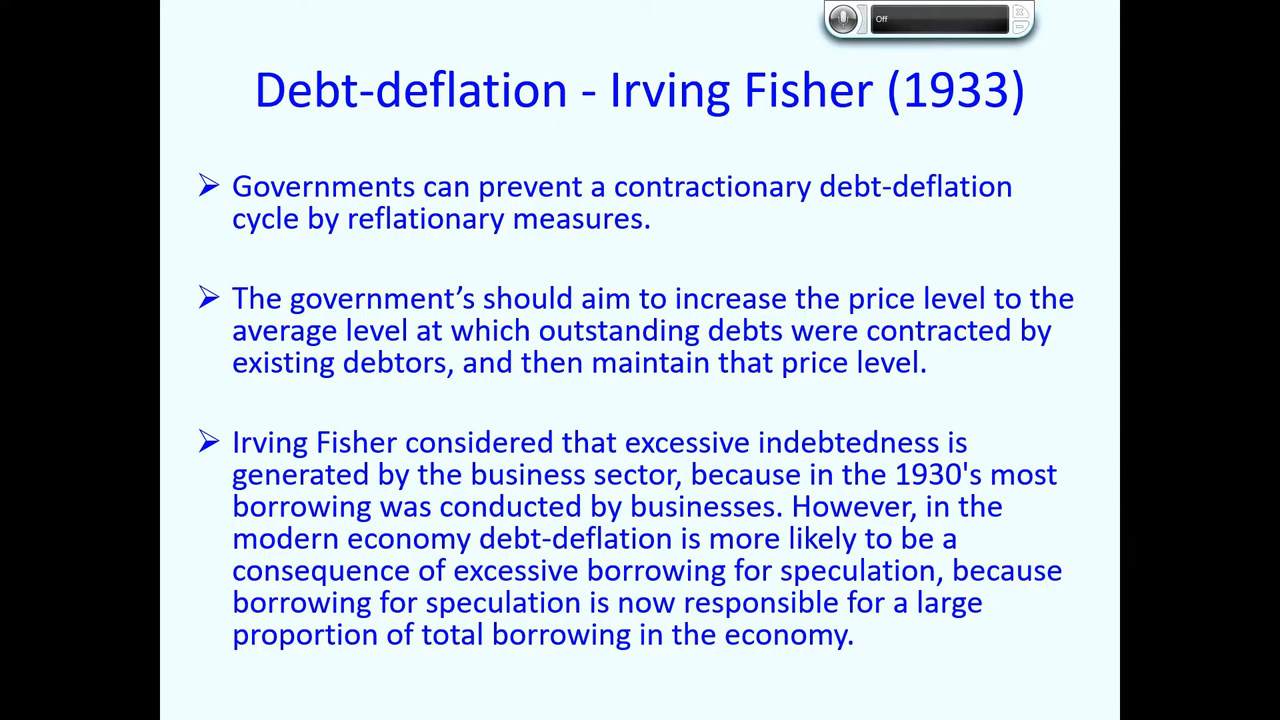 Off
Debt-deflation - Irving Fisher (1933)
➢ Governments can prevent a contractionary debt-deflation
cycle by reflationary measures.
➢ The government’s should aim to increase the price level to the
average level at which outstanding debts were contracted by
existing debtors, and then maintain that price level.
➢ Irving Fisher considered that excessive indebtedness is
generated by the business sector, because in the 1930's most
borrowing was conducted by businesses. However, in the
modern economy debt-deflation is more likely to be a
consequence of excessive borrowing for speculation, because
borrowing for speculation is now responsible for a large
proportion of total borrowing in the economy.